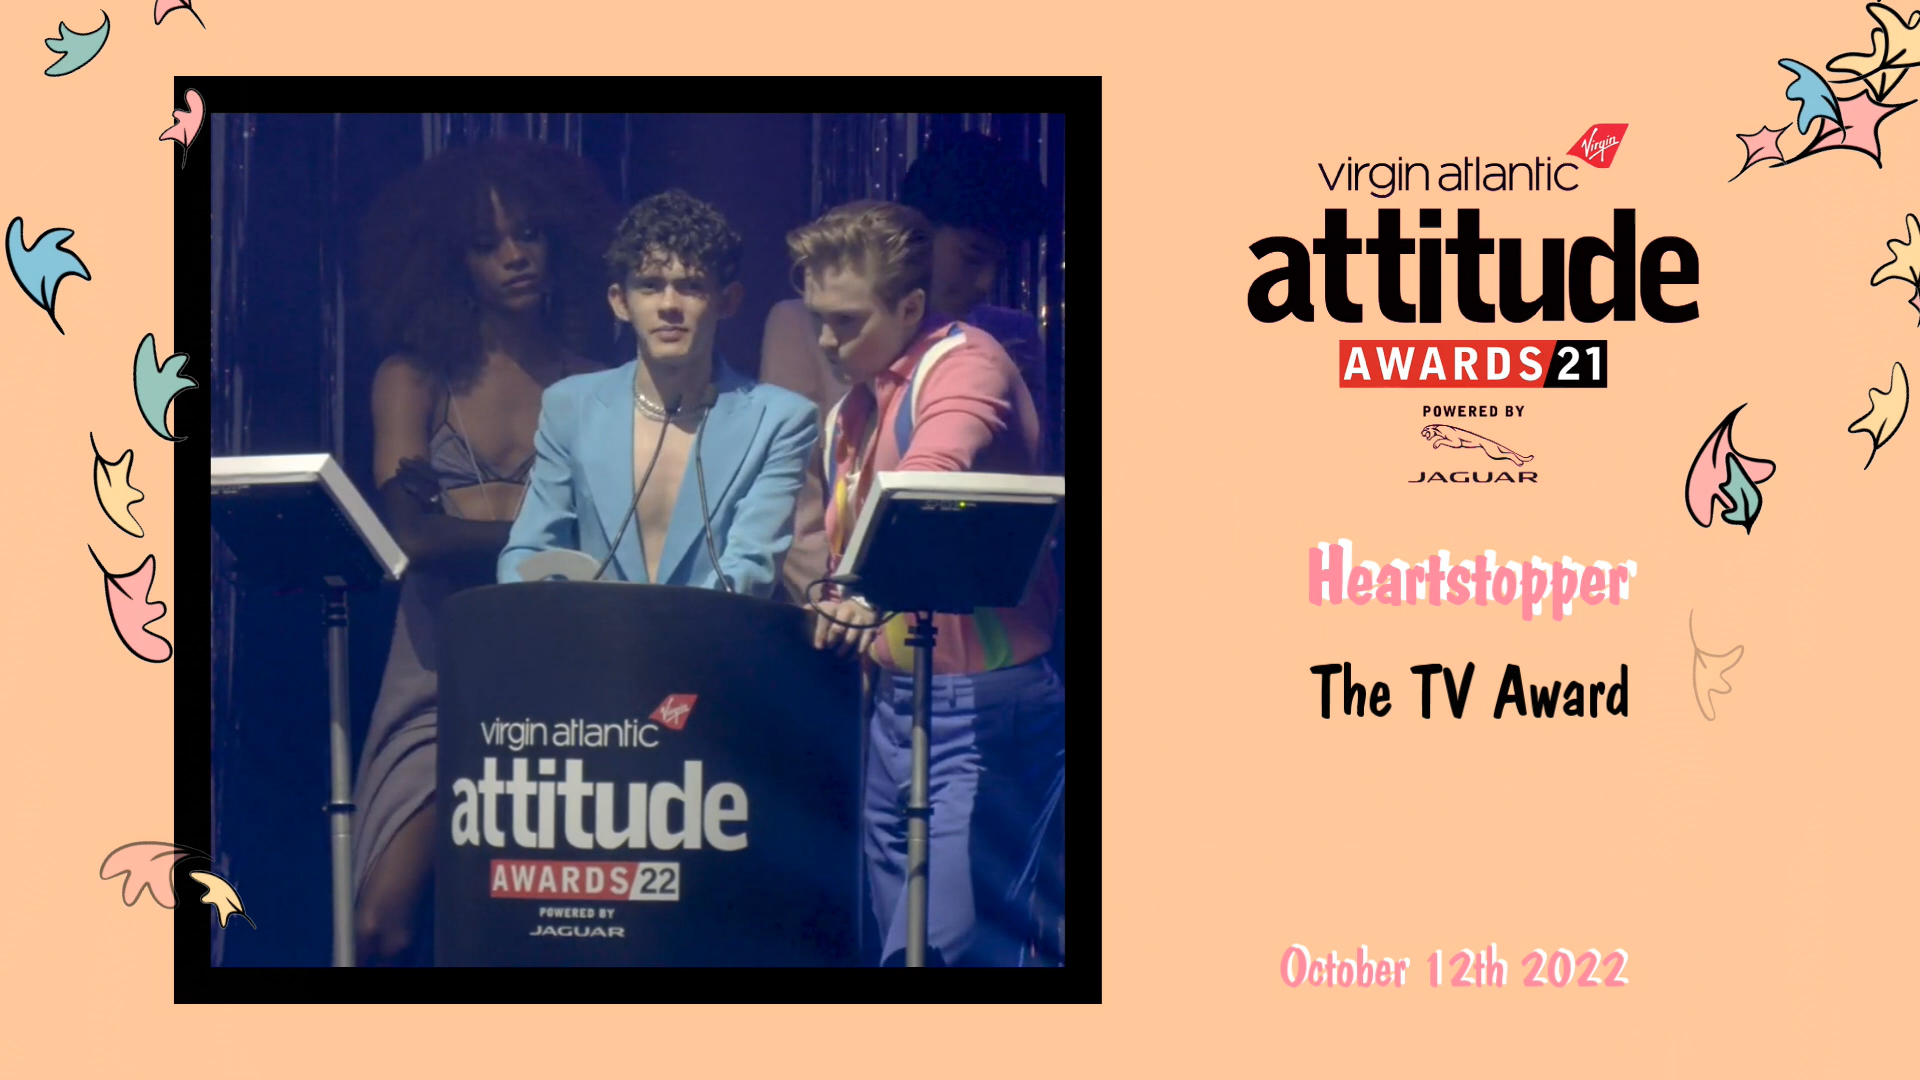 virgin atlantic
Virgin
attitude
AWARDS 22
POWERED BY
JAGUAR
virgin atlantic
Virgin
attitude
AWARDS/21
POWERED BY
JAGUAR
Heartstopper
The TV Award
October 12th 2022